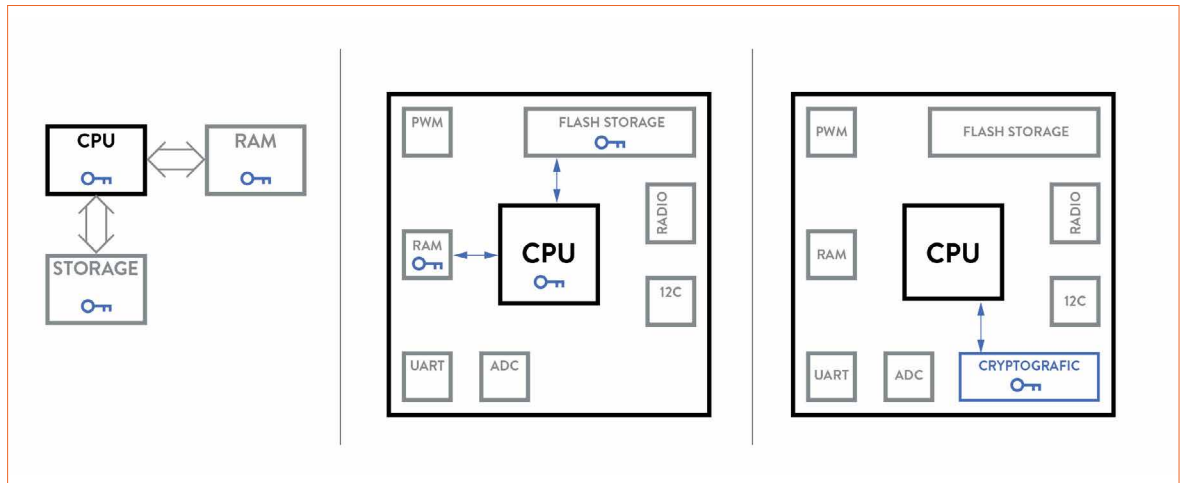 CPU
RAM
STORAGE
PWM
FLASH STORAGE
RADIO
RAM
CPU
12C
UART
ADC
PWM
FLASH STORAGE
RADIO
RAM
CPU
12C
UART
ADC
CRYPTOGRAFIC